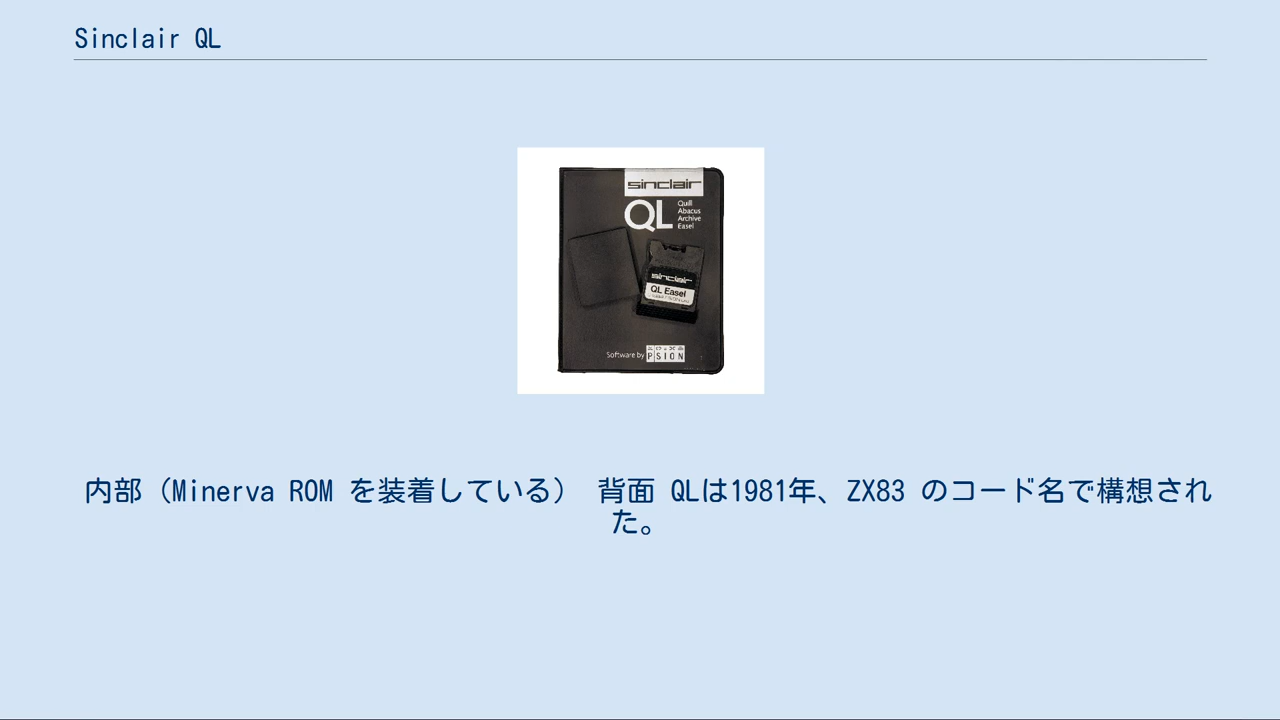 Sinclair QL
sinclair
QL
Quill
Abacus
Archive
Easel
sinclair
QL Easel
Software by PSION
内部（Minerva ROM を装着している） 背面 QLは1981年、ZX83 のコード名で構想され
た。